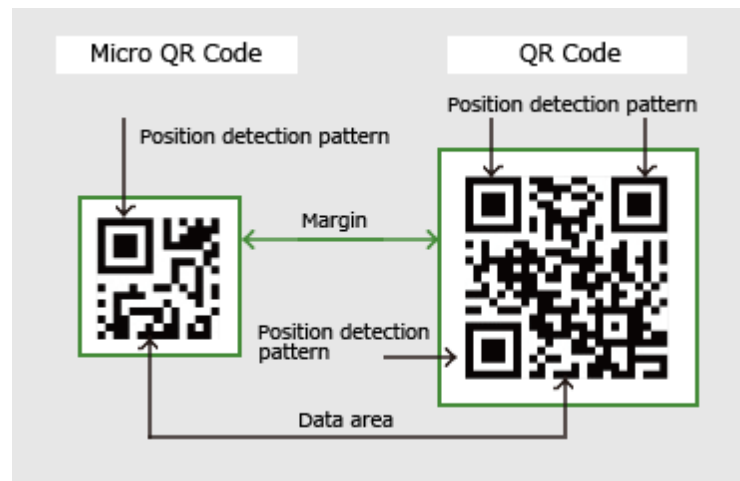 Micro QR Code
QR Code
Position detection pattern
Position detection pattern
Margin
Position detection
pattern
Data area